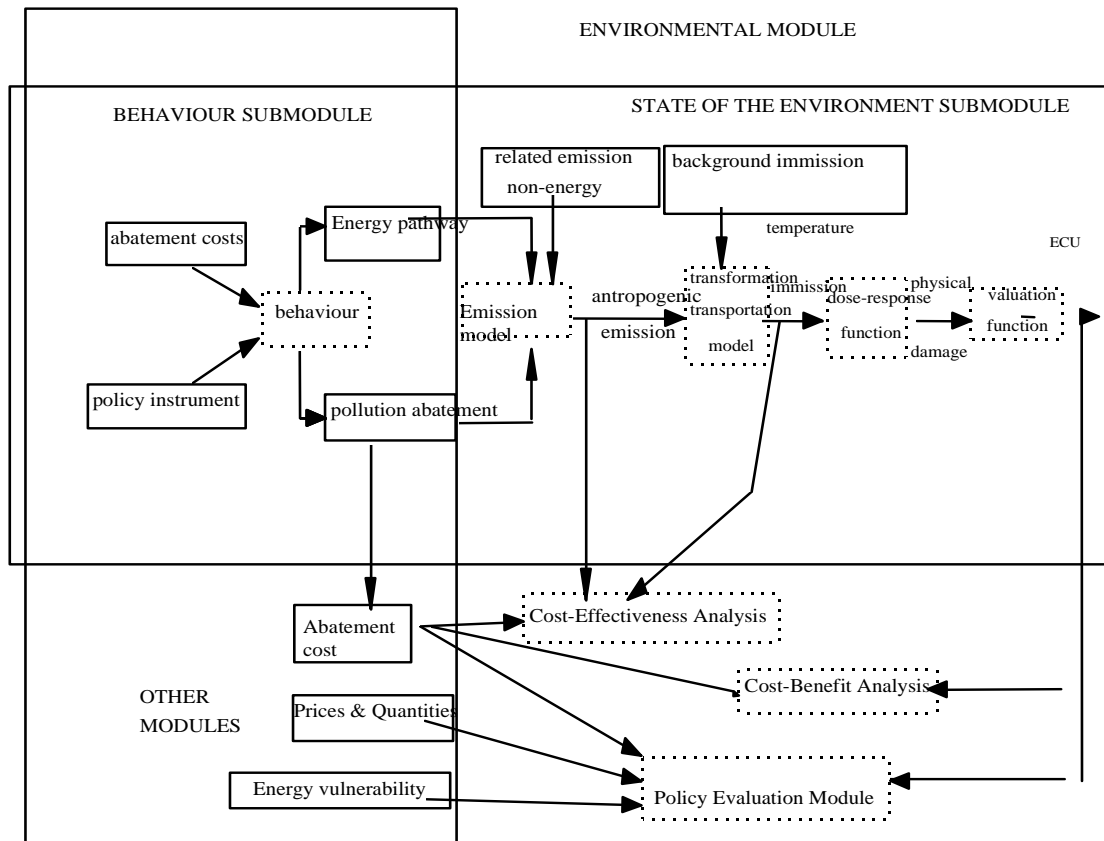 ENVIRONMENTAL MODULE
BEHAVIOUR SUBMODULE
STATE OF THE ENVIRONMENT SUBMODULE
related emission
non-energy
background immission
temperature
ECU
abatement costs
Energy pathway
behaviour
policy instrument
pollution abatement
Emission
model
antropogenic
emission
transformation
transportation
model
immission
dose-response
function
physical
damage
valuation
function
Abatement
cost
Cost-Effectiveness Analysis
Cost-Benefit Analysis
OTHER
MODULES
Prices & Quantities
Energy vulnerability
Policy Evaluation Module